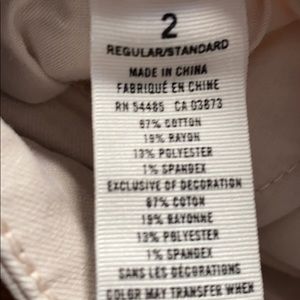 2
REGULAR/STANDARD
MADE IN CHINA
FABRIQUÉ EN CHINE
RN 54485 CA 03873
67% COTTON
19% RAYON
13% POLYESTER
1% SPANDEX
EXCLUSIVE OF DECORATION
67% COTON
19% RAYONNE
13% POLYESTER
1% SPANDEX
SANS LES DÉCORATION
COLOR MAY TRANSFER WHEN